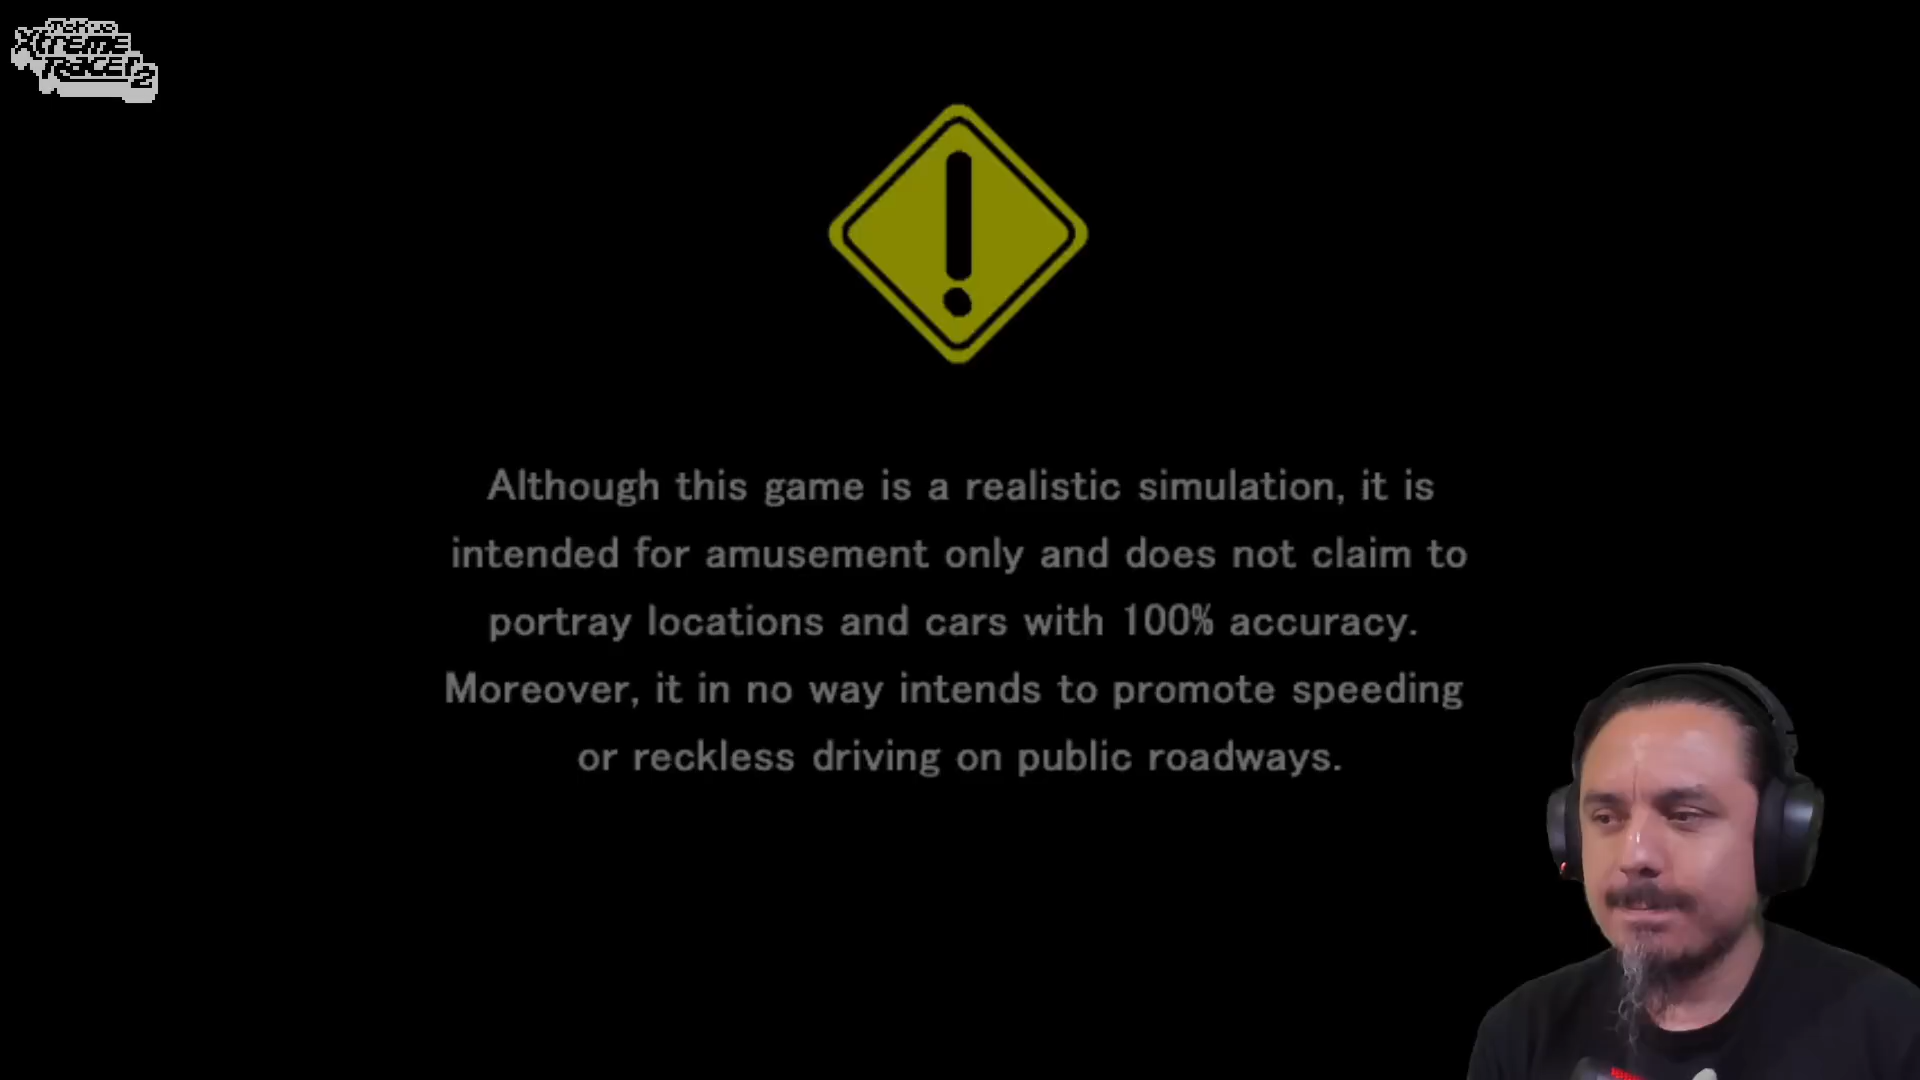 TOKYO
XTREME
RACER 2
Although this game is a realistic simulation, it is
intended for amusement only and does not claim to
portray locations and cars with 100% accuracy.
Moreover, it in no way intends to promote speeding
or reckless driving on public roadways.